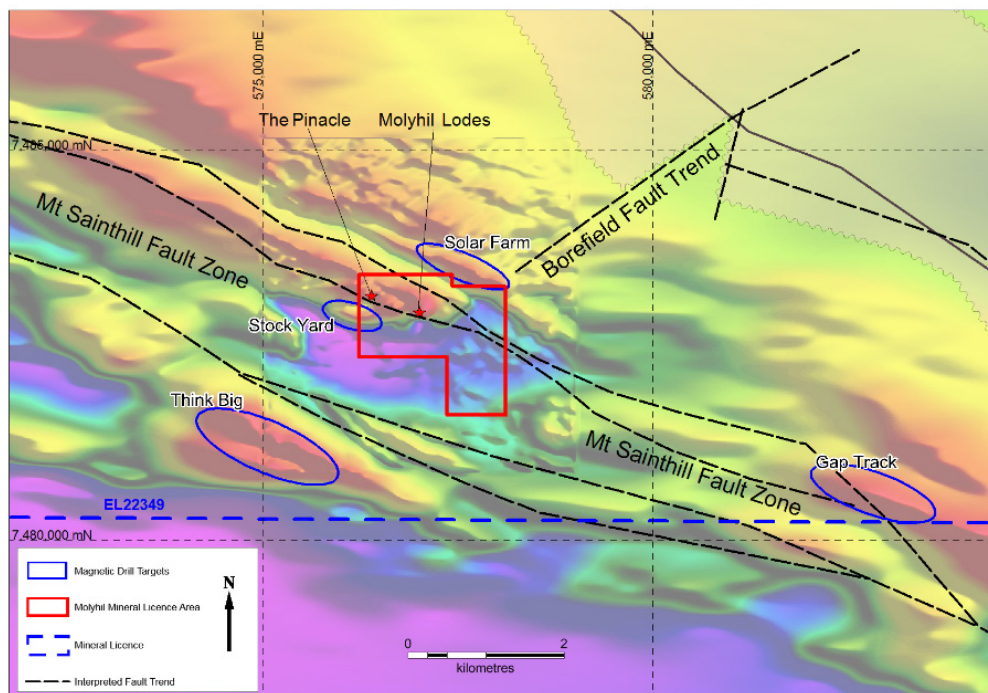 575,000 mE
580,000 mE
The Pinacle
Molyhil Lodes
7,485,000 mN
Mt Sainthill Fault Zone
Solar Farm
Borefield Fault Trend
Stock Yard
Think Big
Mt Sainthill Fault Zone
Gap Track
EL22349
7,480,000 mN
Magnetic Drill Targets
Molyhil Mineral Licence Area
Mineral Licence
Interpreted Fault Trend
N
0 2
kilometres